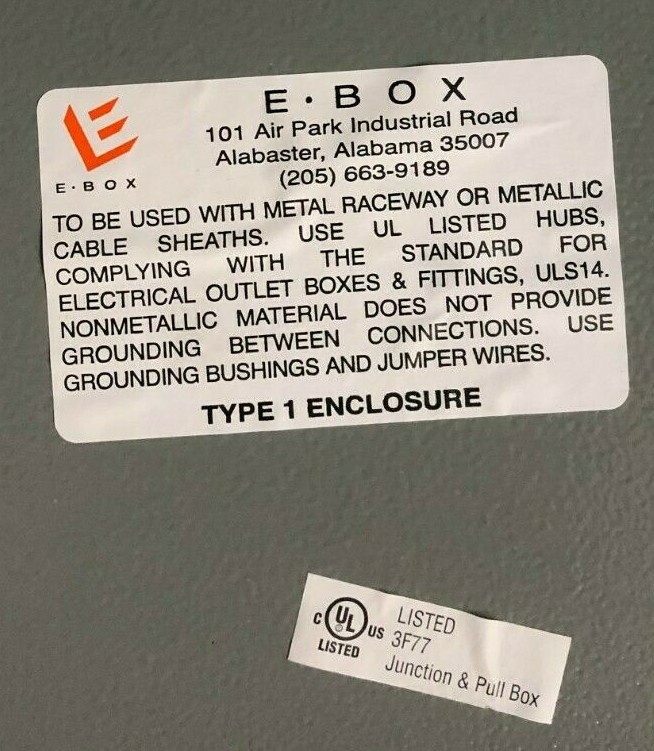 E · B O X
101 Air Park Industrial Road
Alabaster, Alabama 35007
(205) 663-9189
E · B O X
TO BE USED WITH METAL RACEWAY OR METALLIC
CABLE SHEATHS. USE UL LISTED HUBS,
COMPLYING WITH THE STANDARD FOR
ELECTRICAL OUTLET BOXES & FITTINGS, ULS14.
NONMETALLIC MATERIAL DOES NOT PROVIDE
GROUNDING BETWEEN CONNECTIONS. USE
GROUNDING BUSHINGS AND JUMPER WIRES.
TYPE 1 ENCLOSURE
C UL ® US
LISTED
LISTED
3F77
Junction & Pull Box